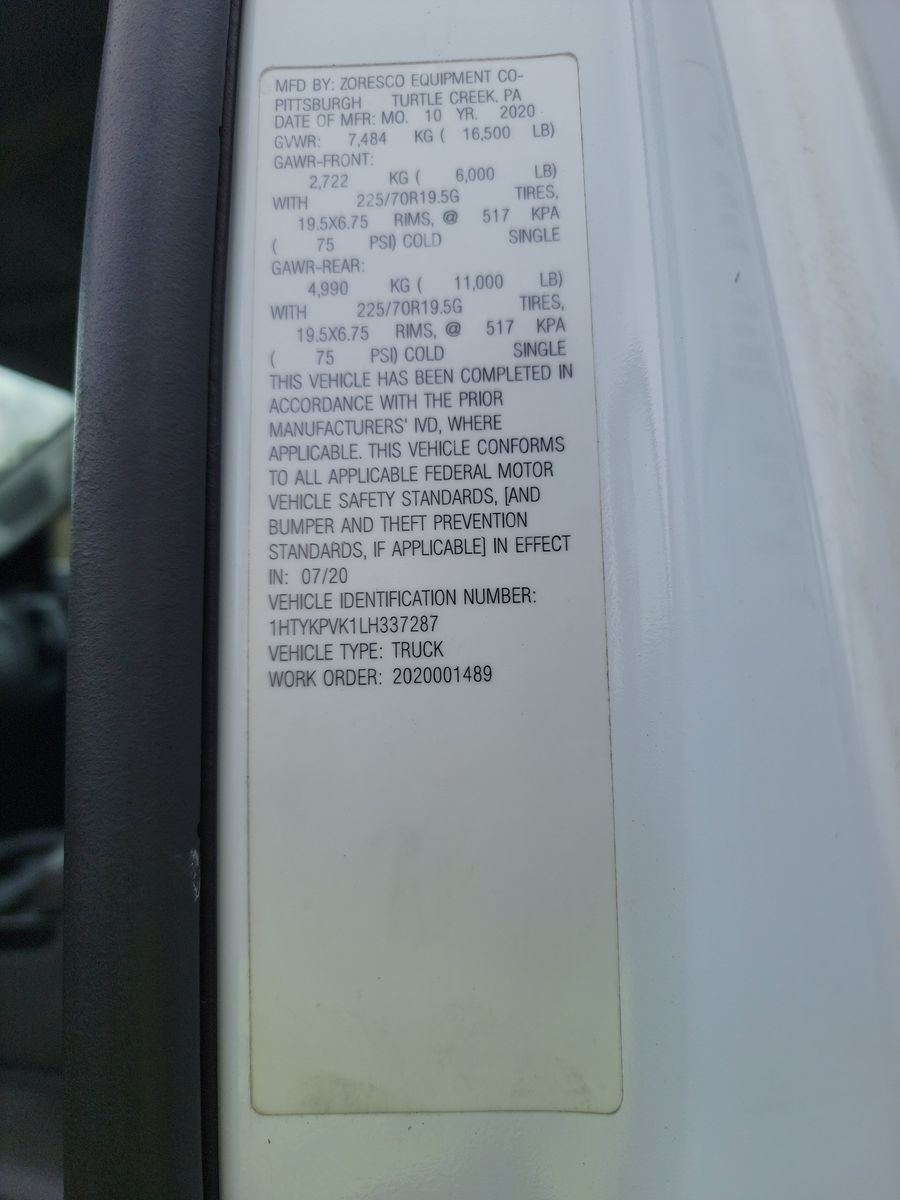 MFD BY: ZORESCO EQUIPMENT CO-
PITTSBURGH TURTLE CREEK, PA
DATE OF MFR: MO. 10 YR. 2020
GVWR: 7,484 KG ( 16,500 LB)
GAWR-FRONT:
2,722 KG ( 6,000 LB)
WITH 225/70R19.5G TIRES,
19.5X6.75 RIMS, @ 517 KPA
( 75 PSI) COLD SINGLE
GAWR-REAR:
4,990 KG ( 11,000 LB)
WITH 225/70R19.5G TIRES,
19.5X6.75 RIMS, @ 517 KPA
( 75 PSI) COLD SINGLE
THIS VEHICLE HAS BEEN COMPLETED IN
ACCORDANCE WITH THE PRIOR
MANUFACTURERS' IVD, WHERE
APPLICABLE. THIS VEHICLE CONFORMS
TO ALL APPLICABLE FEDERAL MOTOR
VEHICLE SAFETY STANDARDS, [AND
BUMPER AND THEFT PREVENTION
STANDARDS, IF APPLICABLE] IN EFFECT
IN: 07/20
VEHICLE IDENTIFICATION NUMBER:
1HTYKPVK1LH337287
VEHICLE TYPE: TRUCK
WORK ORDER: 2020001489